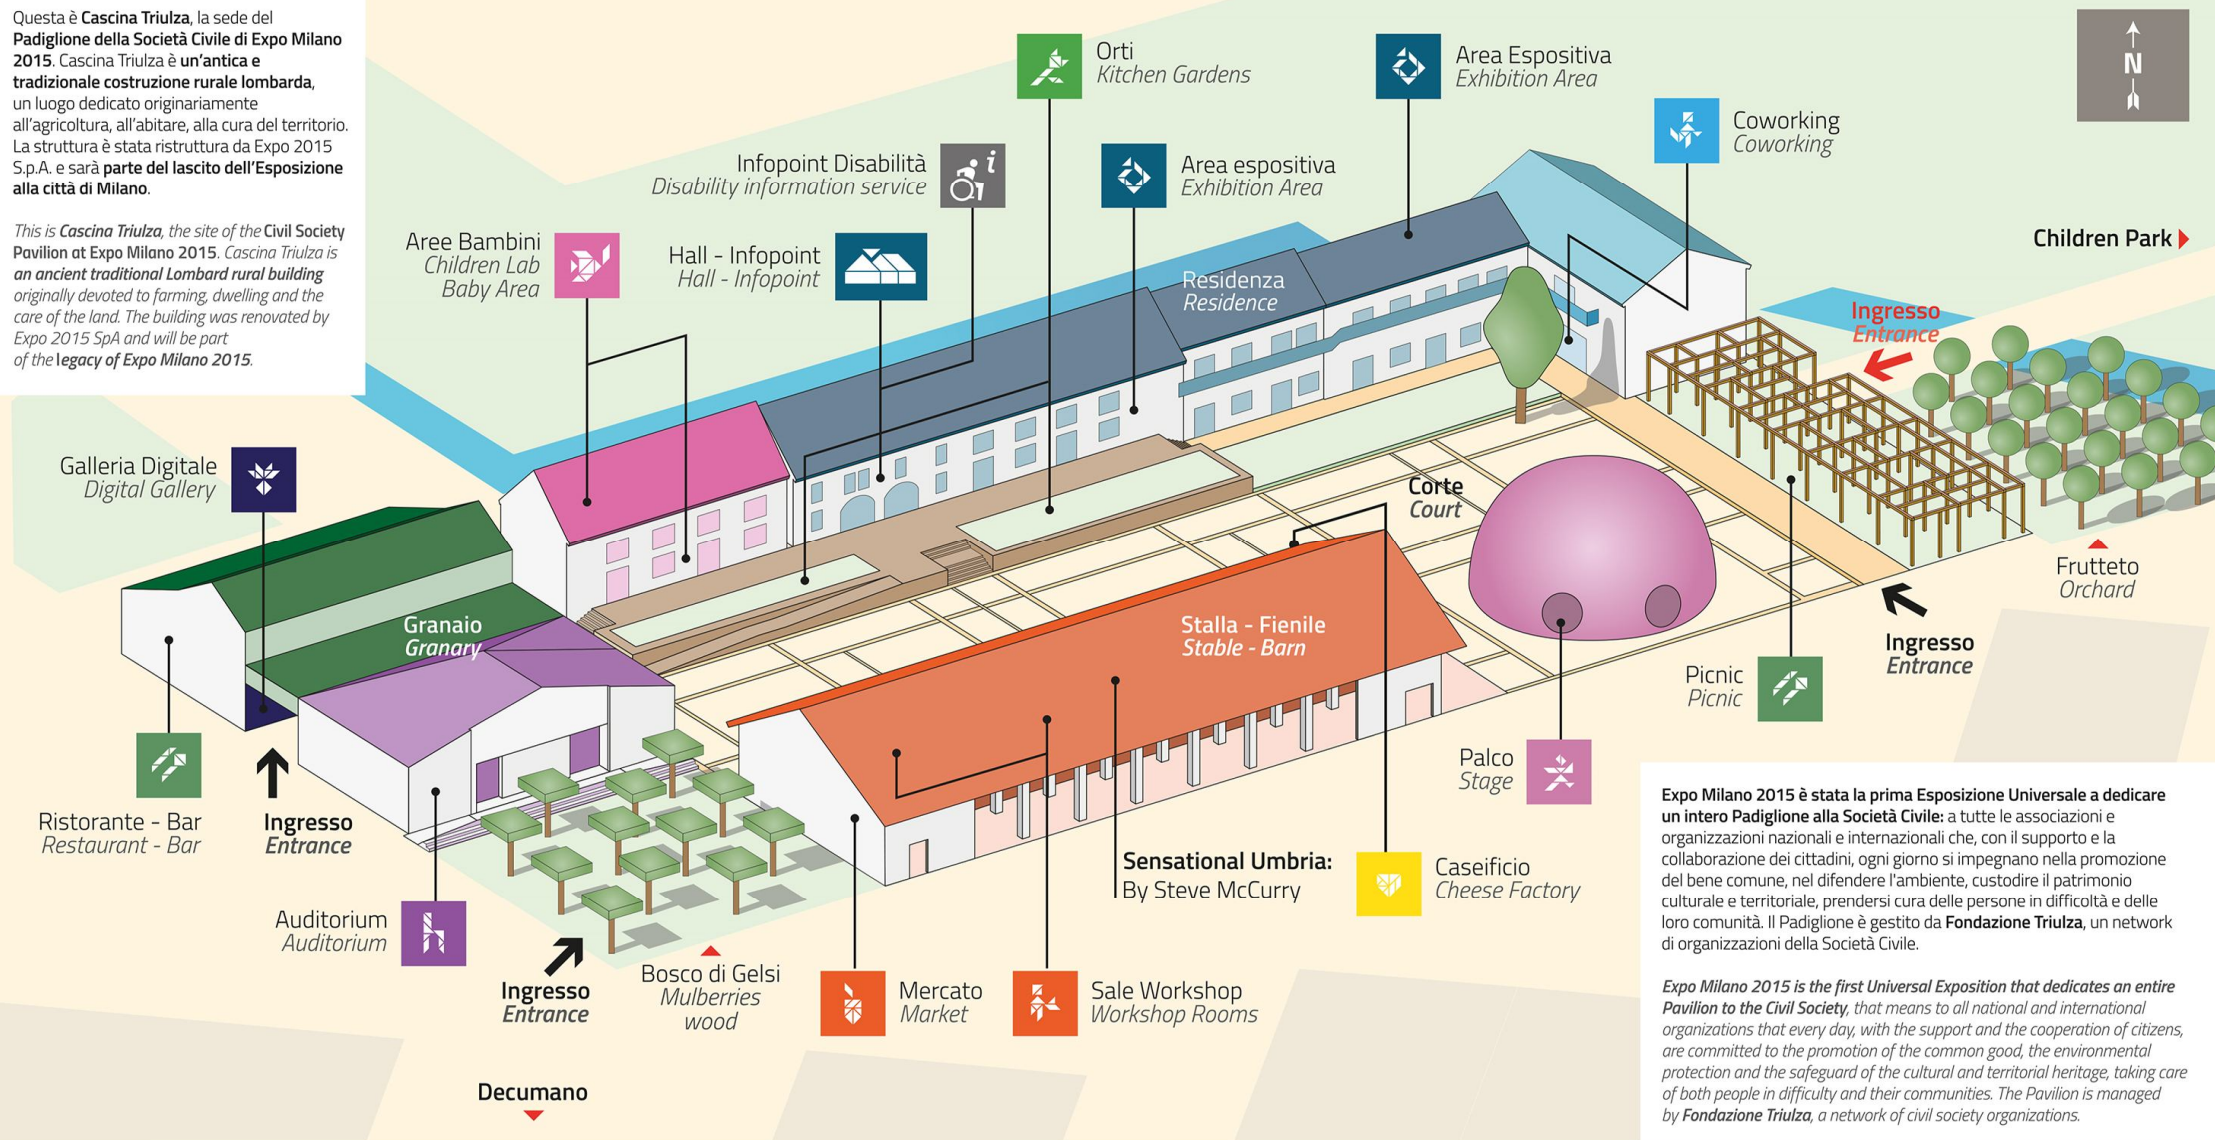 Questa è Cascina Triulza, la sede del
Padiglione della Società Civile di Expo Milano
2015. Cascina Triulza è un'antica e
tradizionale costruzione rurale lombarda,
un luogo dedicato originariamente
all'agricoltura, all'abitare, alla cura del territorio.
La struttura è stata ristruttura da Expo 2015
S.p.A. e sarà parte del lascito dell'Esposizione
alla città di Milano.
This is Cascina Triulza, the site of the Civil Society
Pavilion at Expo Milano 2015. Cascina Triulza is
an ancient traditional Lombard rural building
originally devoted to farming, dwelling and the
care of the land. The building was renovated by
Expo 2015 SpA and will be part
of the legacy of Expo Milano 2015.
Orti
Kitchen Gardens
Area Espositiva
Exhibition Area
N
Coworking
Coworking
Infopoint Disabilità
Disability information service
i
Area espositiva
Exhibition Area
Aree Bambini
Children Lab
Baby Area
Hall - Infopoint
Hall - Infopoint
Children Park
Residenza
Residence
Ingresso
Entrance
Galleria Digitale
Digital Gallery
Corte
Court
Granaio
Granary
Stalla - Fienile
Stable - Barn
Frutteto
Orchard
Ingresso
Entrance
Picnic
Picnic
Palco
Stage
Ristorante - Bar
Restaurant - Bar
Ingresso
Entrance
Sensational Umbria:
By Steve McCurry
Caseificio
Cheese Factory
Auditorium
Auditorium
Ingresso
Entrance
Bosco di Gelsi
Mulberries
wood
Mercato
Market
Sale Workshop
Workshop Rooms
Decumano
Expo Milano 2015 è stata la prima Esposizione Universale a dedicare
un intero Padiglione alla Società Civile: a tutte le associazioni e
organizzazioni nazionali e internazionali che, con il supporto e la
collaborazione dei cittadini, ogni giorno si impegnano nella promozione
del bene comune, nel difendere l'ambiente, custodire il patrimonio
culturale e territoriale, prendersi cura delle persone in difficoltà e delle
loro comunità. Il Padiglione è gestito da Fondazione Triulza, un network
di organizzazioni della Società Civile.
Expo Milano 2015 is the first Universal Exposition that dedicates an entire
Pavilion to the Civil Society, that means to all national and international
organizations that every day, with the support and the cooperation of citizens,
are committed to the promotion of the common good, the environmental
protection and the safeguard of the cultural and territorial heritage, taking care
of both people in difficulty and their communities. The Pavilion is managed
by Fondazione Triulza, a network of civil society organizations.